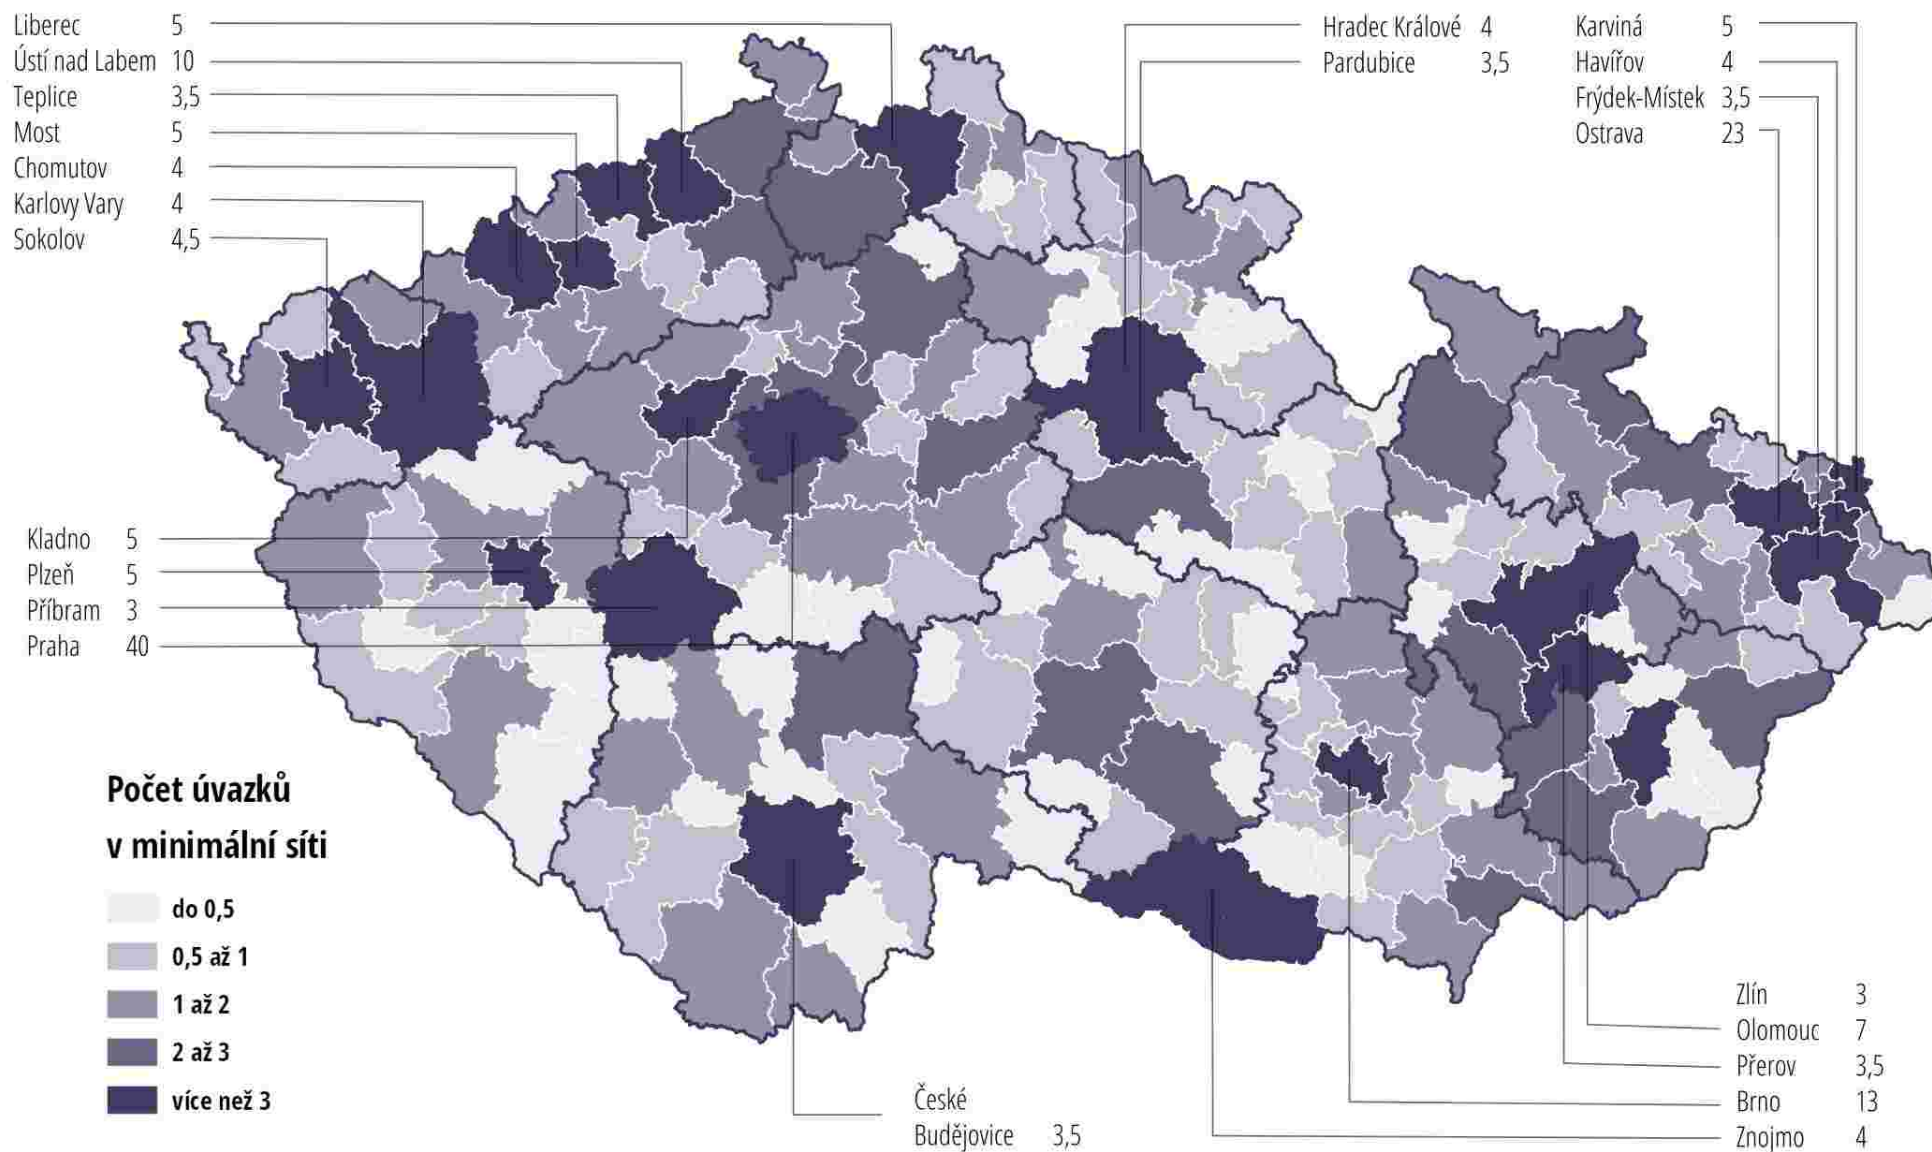 Liberec 5
Ústí nad Labem 10
Teplice 3,5
Most 5
Chomutov 4
Karlovy Vary 4
Sokolov 4,5
Hradec Králové 4
Pardubice 3,5
Karviná 5
Havířov 4
Frýdek-Místek 3,5
Ostrava 23
Kladno 5
Plzeň 5
Příbram 3
Praha 40
Počet úvazků
v minimální síti
do 0,5
0,5 až 1
1 až 2
2 až 3
více než 3
České
Budějovice 3,5
Zlín 3
Olomouc 7
Přerov 3,5
Brno 13
Znojmo 4